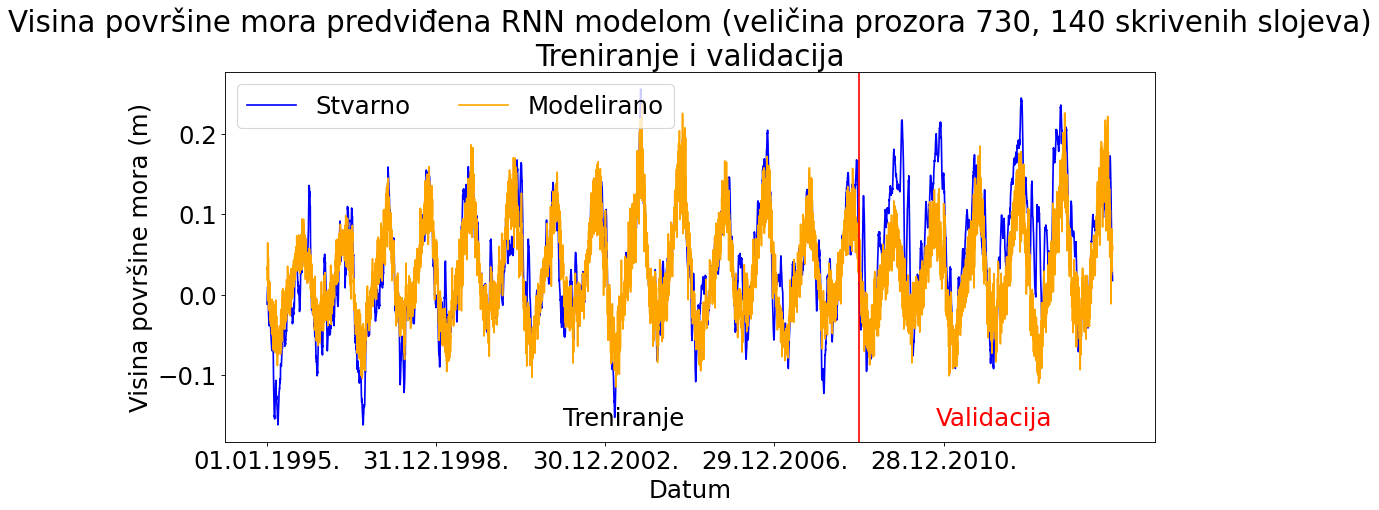 Visina površine mora predviđena RNN modelom (veličina prozora 730, 140 skrivenih slojeva)
Treniranje i validacija
Stvarno Modelirano
Visina površine mora (m)
0.2
0.1
0.0
−0.1
Treniranje Validacija
01.01.1995. 31.12.1998. 30.12.2002. 29.12.2006. 28.12.2010.
Datum